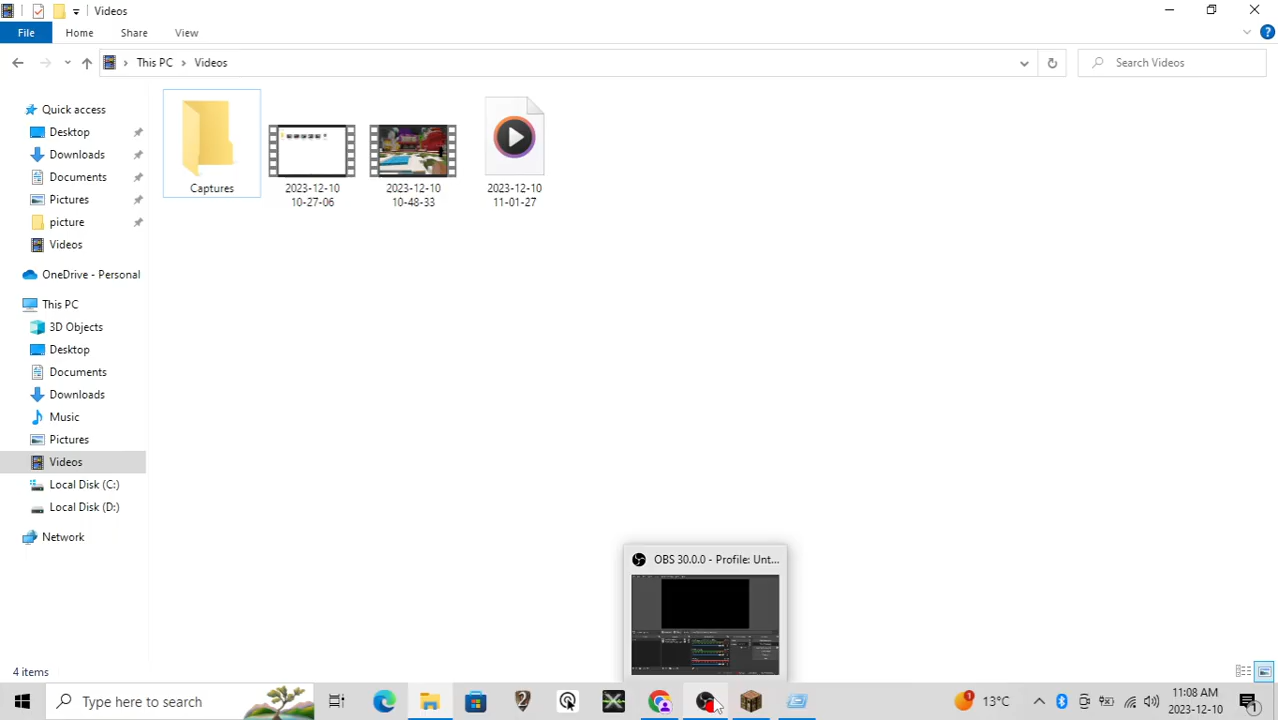 Videos
File
Home
Share
View
This PC
Videos
Search Videos
Quick access
Desktop
Downloads
Documents
Pictures
picture
Videos
OneDrive - Personal
This PC
3D Objects
Desktop
Documents
Downloads
Music
Pictures
Videos
Local Disk (C:)
Local Disk (D:)
Network
Captures
2023-12-10
10-27-06
2023-12-10
10-48-33
2023-12-10
11-01-27
OBS 30.0.0 - Profile: Unt...
4 items
Type here to search
1
13°C
11:08 AM
2023-12-10
1